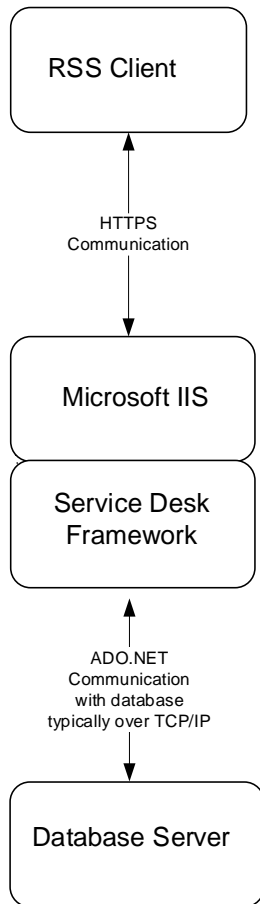 RSS Client
HTTPS
Communication
Microsoft IIS
Service Desk
Framework
ADO.NET
Communication
with database
typically over TCP/IP
Database Server